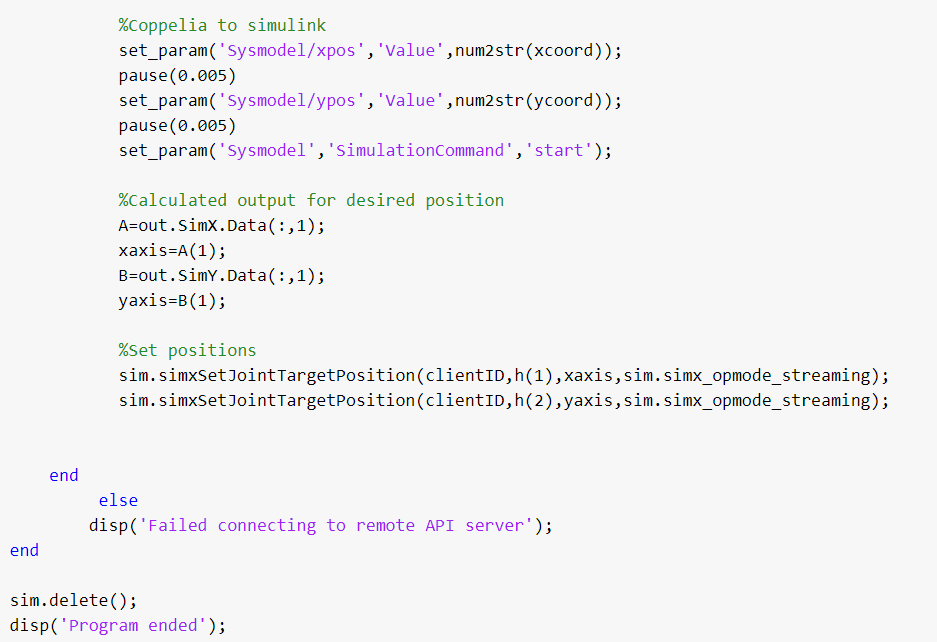 %Coppelia to simulink
set_param('Sysmodel/xpos','Value',num2str(xcoord));
pause(0.005)
set_param('Sysmodel/ypos','Value',num2str(ycoord));
pause(0.005)
set_param('Sysmodel','SimulationCommand','start');
%Calculated output for desired position
A=out.SimX.Data(:,1);
xaxis=A(1);
B=out.SimY.Data(:,1);
yaxis=B(1);
%Set positions
sim.simxSetJointTargetPosition(clientID,h(1),xaxis,sim.simx_opmode_streaming);
sim.simxSetJointTargetPosition(clientID,h(2),yaxis,sim.simx_opmode_streaming);
end
else
disp('Failed connecting to remote API server');
end
sim.delete();
disp('Program ended');